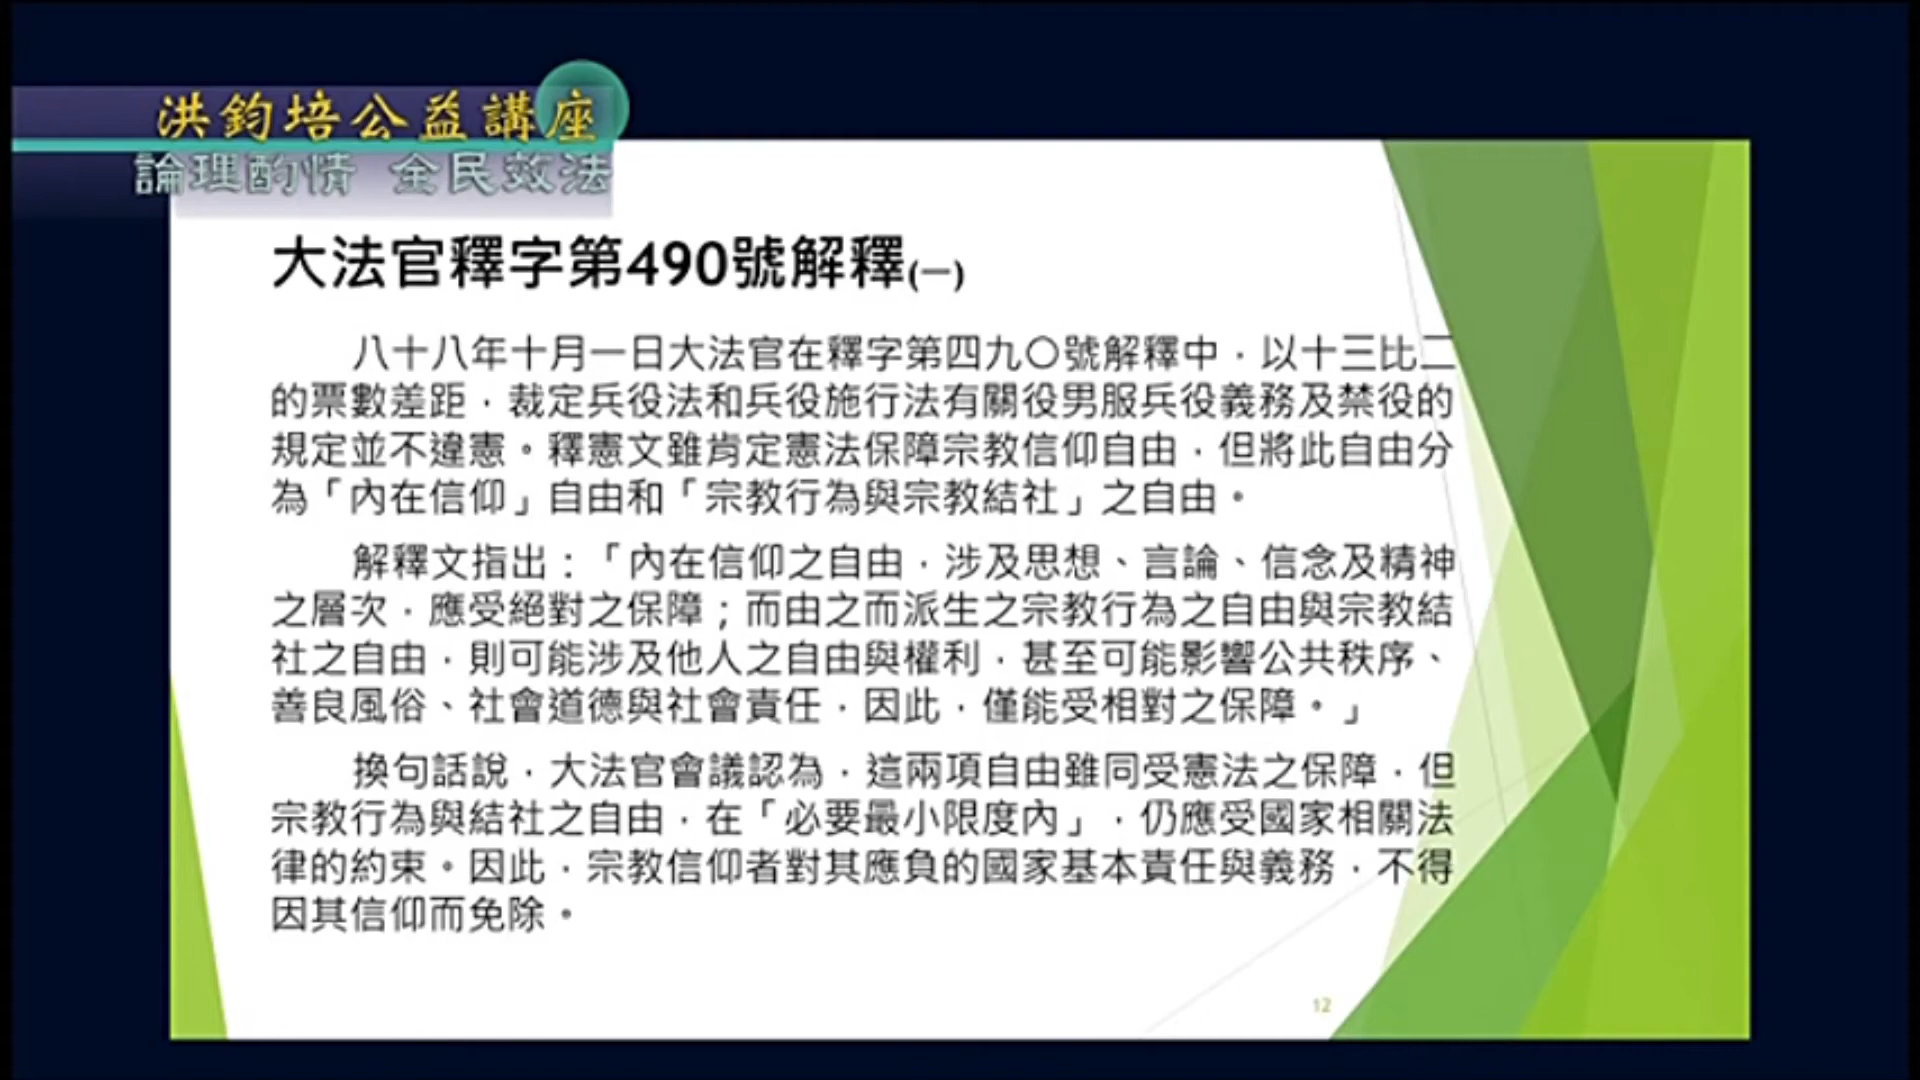 洪鈞培公益講座
論理酌情 全民效法
大法官釋字第490號解釋(一)
八十八年十月一日大法官在釋字第四九〇號解釋中，以十三比二
的票數差距，裁定兵役法和兵役施行法有關役男服兵役義務及禁役的
規定並不違憲。釋憲文雖肯定憲法保障宗教信仰自由，但將此自由分
為「內在信仰」自由和「宗教行為與宗教結社」之自由。
解釋文指出：「內在信仰之自由，涉及思想、言論、信念及精神
之層次，應受絕對之保障；而由之而派生之宗教行為之自由與宗教結
社之自由，則可能涉及他人之自由與權利，甚至可能影響公共秩序、
善良風俗、社會道德與社會責任，因此，僅能受相對之保障。」
換句話說，大法官會議認為，這兩項自由雖同受憲法之保障，但
宗教行為與結社之自由，在「必要最小限度內」，仍應受國家相關法
律的約束。因此，宗教信仰者對其應負的國家基本責任與義務，不得
因其信仰而免除。
12